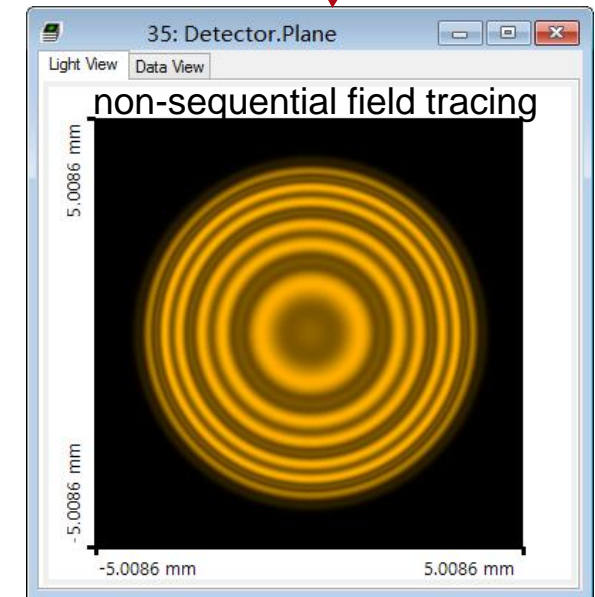 35: Detector.Plane
Light View Data View
non-sequential field tracing
5.0086 mm
-5.0086 mm
-5.0086 mm 5.0086 mm